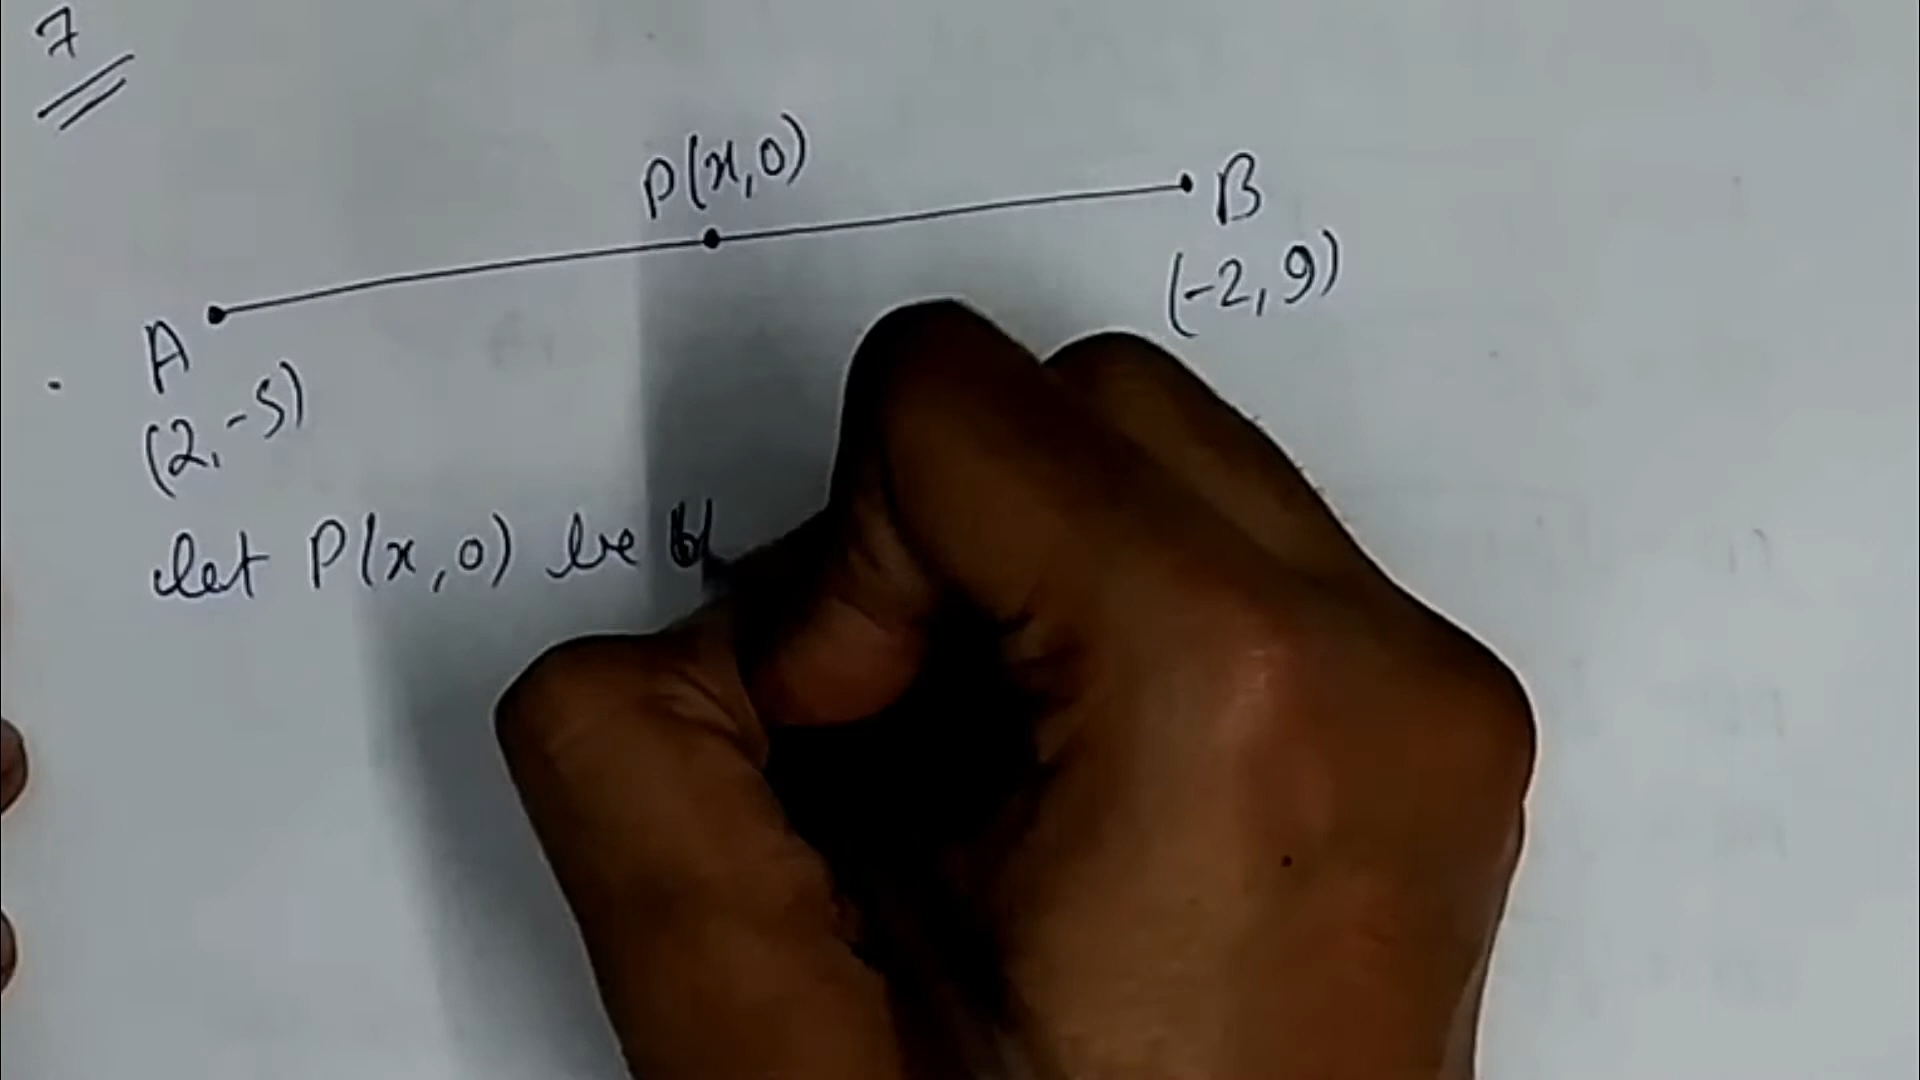 7
P(x,0)
B
(-2, 9)
A
(2, -5)
let P(x, 0) be